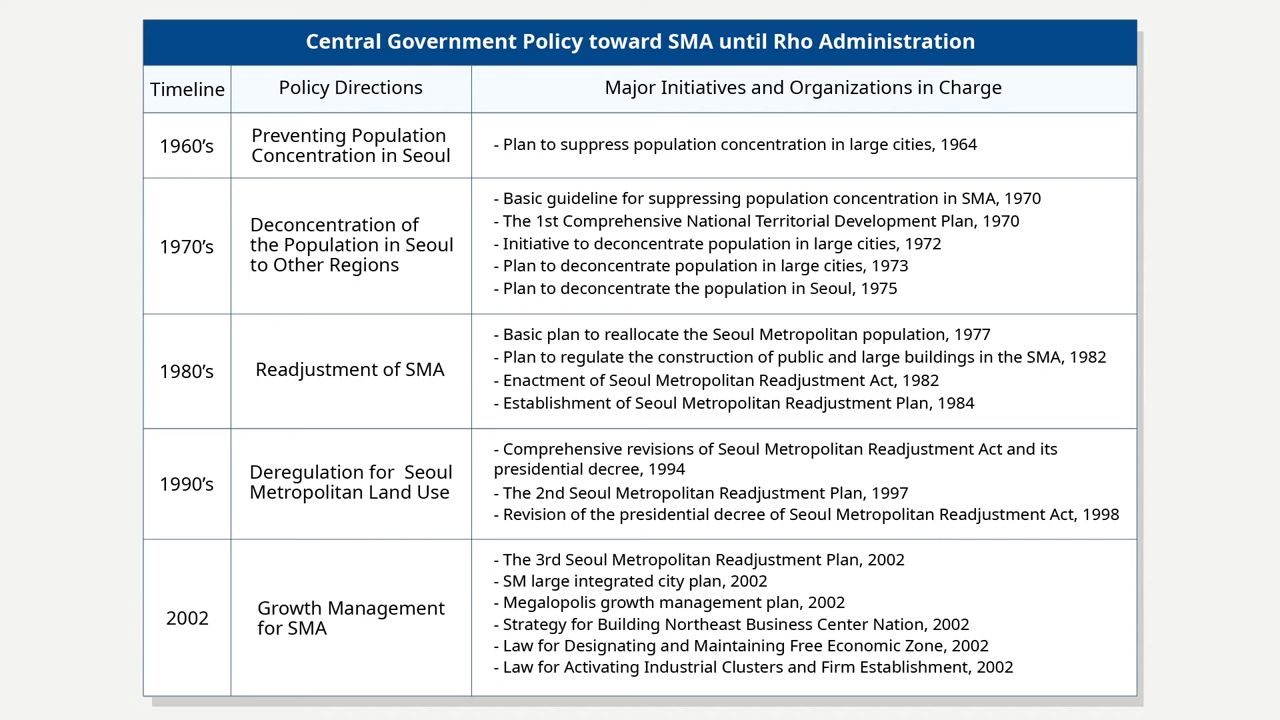 Central Government Policy toward SMA until Rho Administration
Timeline
Policy Directions
Major Initiatives and Organizations in Charge
1960’s
Preventing Population
Concentration in Seoul
- Plan to suppress population concentration in large cities, 1964
1970’s
Deconcentration of
the Population in Seoul
to Other Regions
- Basic guideline for suppressing population concentration in SMA, 1970
- The 1st Comprehensive National Territorial Development Plan, 1970
- Initiative to deconcentrate population in large cities, 1972
- Plan to deconcentrate population in large cities, 1973
- Plan to deconcentrate the population in Seoul, 1975
1980’s
Readjustment of SMA
- Basic plan to reallocate the Seoul Metropolitan population, 1977
- Plan to regulate the construction of public and large buildings in the SMA, 1982
- Enactment of Seoul Metropolitan Readjustment Act, 1982
- Establishment of Seoul Metropolitan Readjustment Plan, 1984
1990’s
Deregulation for Seoul
Metropolitan Land Use
- Comprehensive revisions of Seoul Metropolitan Readjustment Act and its
presidential decree, 1994
- The 2nd Seoul Metropolitan Readjustment Plan, 1997
- Revision of the presidential decree of Seoul Metropolitan Readjustment Act, 1998
2002
Growth Management
for SMA
- The 3rd Seoul Metropolitan Readjustment Plan, 2002
- SM large integrated city plan, 2002
- Megalopolis growth management plan, 2002
- Strategy for Building Northeast Business Center Nation, 2002
- Law for Designating and Maintaining Free Economic Zone, 2002
- Law for Activating Industrial Clusters and Firm Establishment, 2002